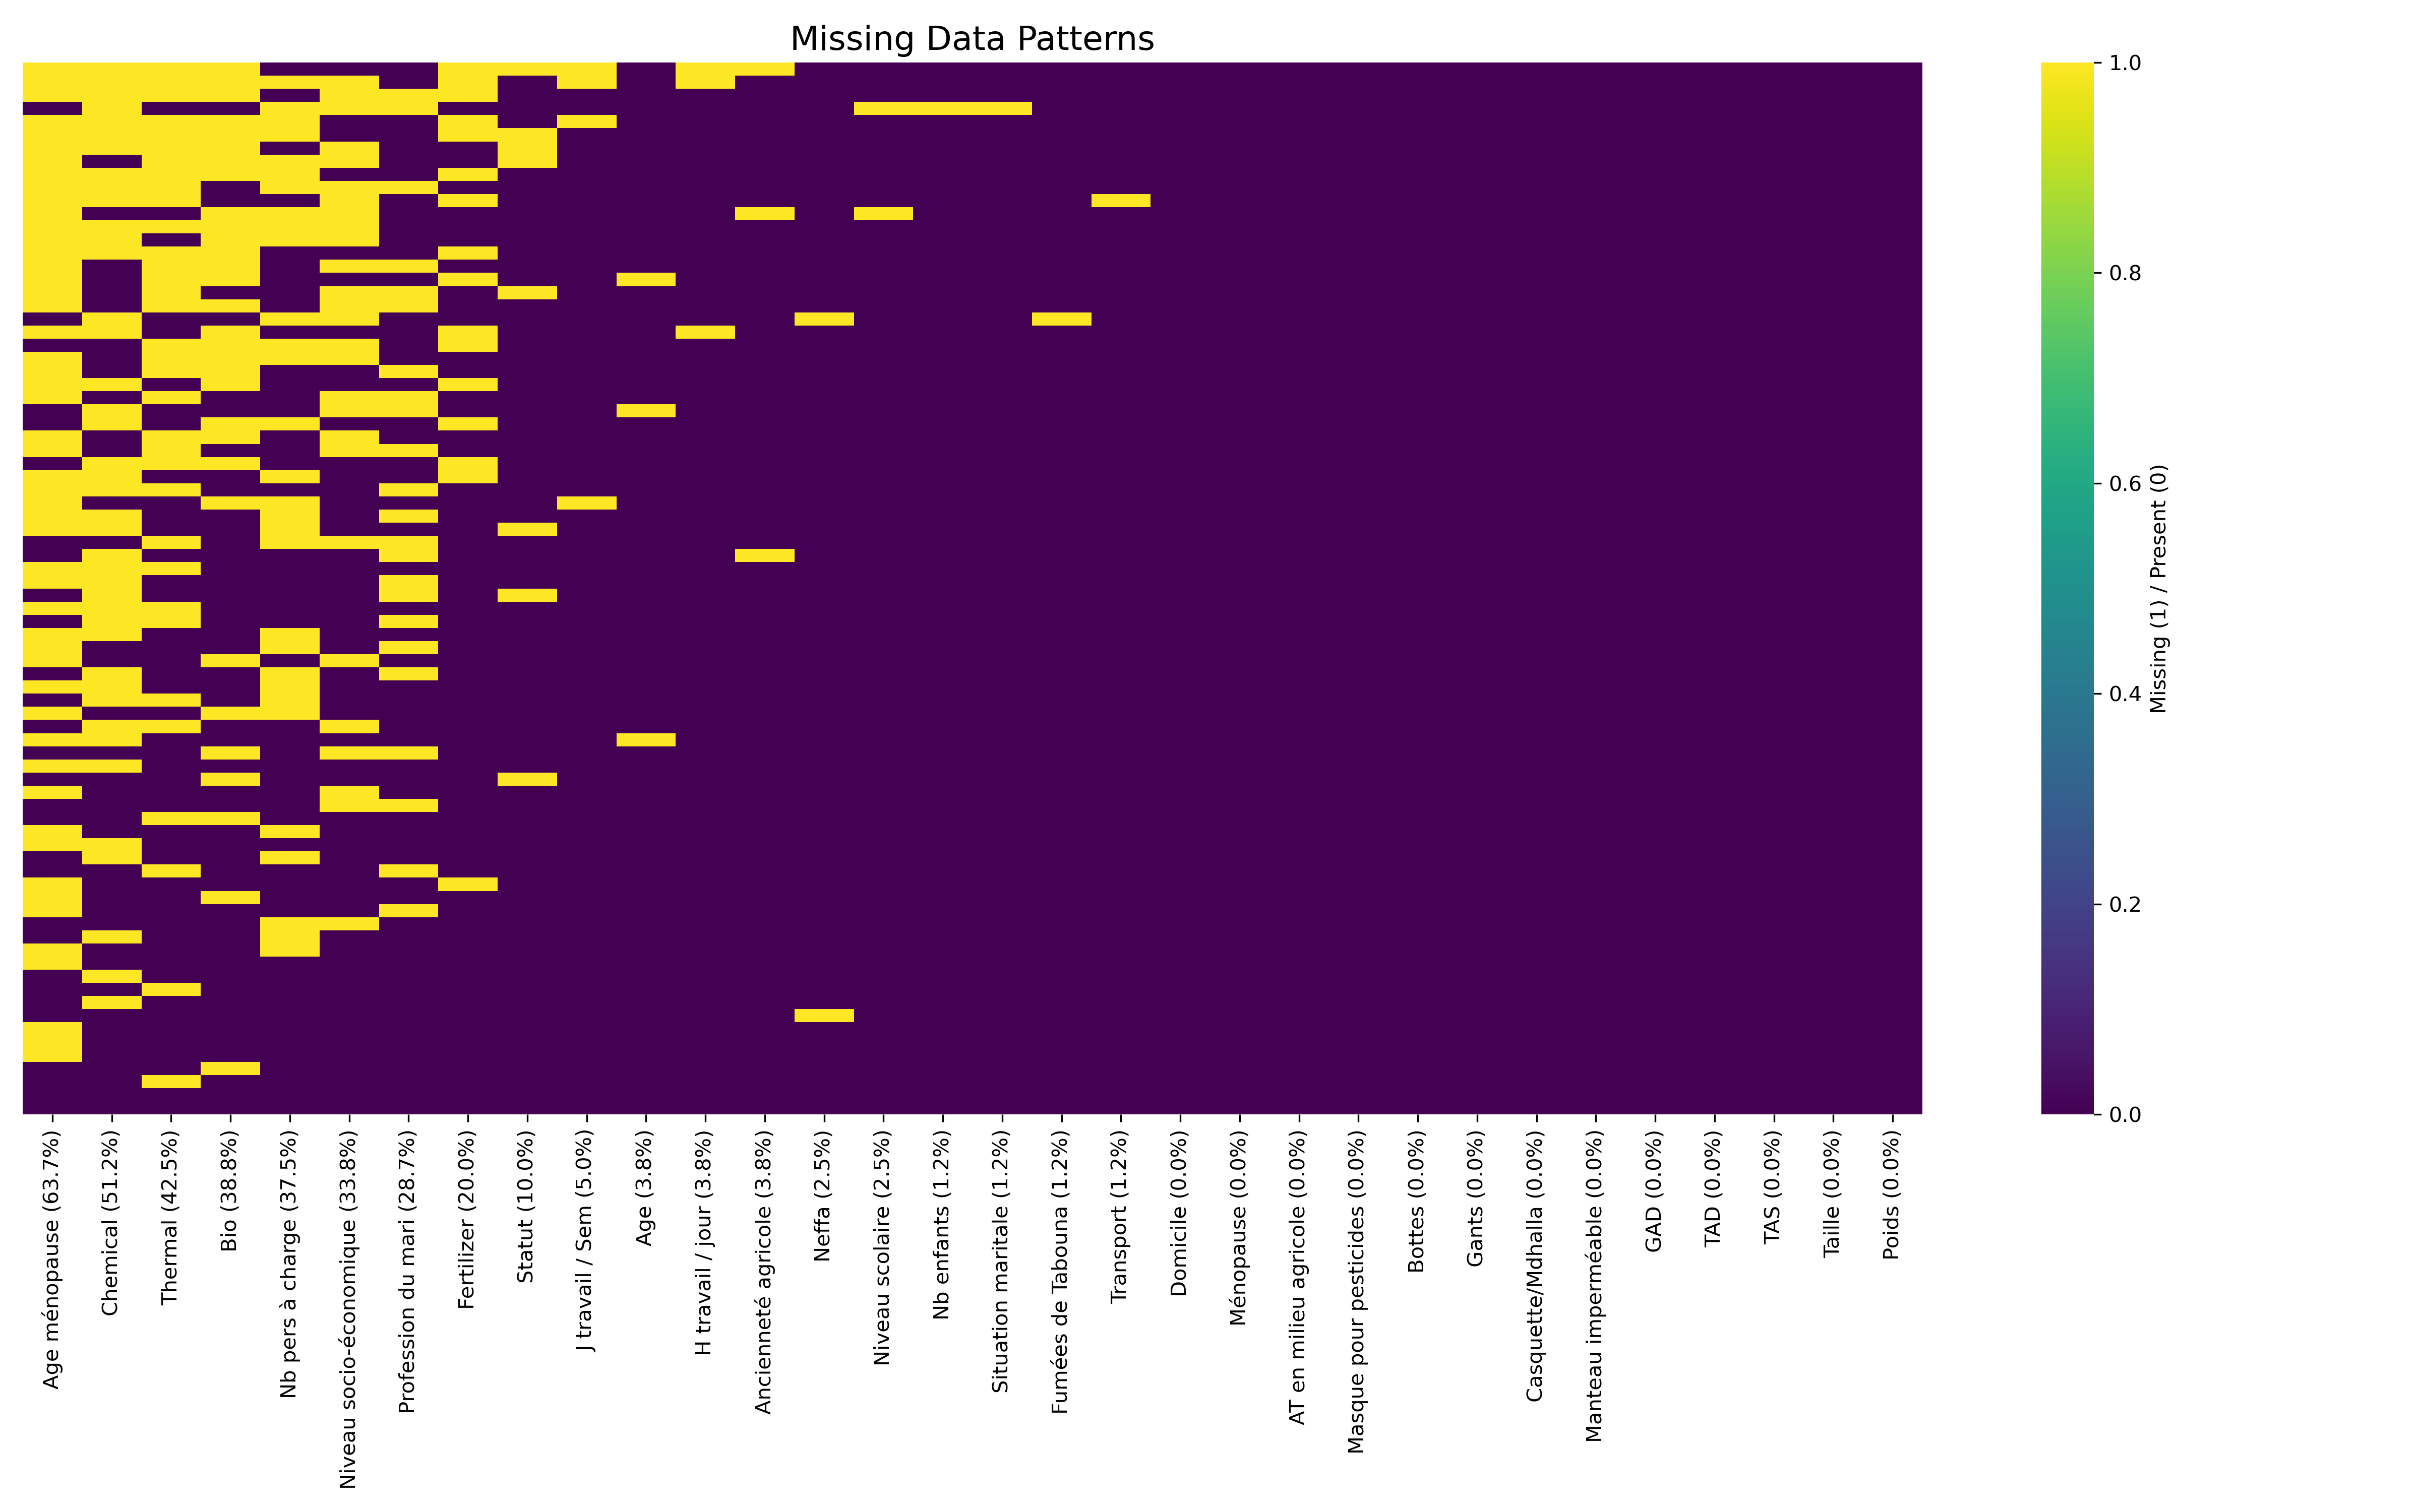 Missing Data Patterns
1.0
0.8
0.6
0.4
0.2
0.0
Missing (1) / Present (0)
Age ménopause (63.7%)
Chemical (51.2%)
Thermal (42.5%)
Bio (38.8%)
Nb pers à charge (37.5%)
Niveau socio-économique (33.8%)
Profession du mari (28.7%)
Fertilizer (20.0%)
Statut (10.0%)
J travail / Sem (5.0%)
Age (3.8%)
H travail / jour (3.8%)
Ancienneté agricole (3.8%)
Neffa (2.5%)
Niveau scolaire (2.5%)
Nb enfants (1.2%)
Situation maritale (1.2%)
Fumées de Tabouna (1.2%)
Transport (1.2%)
Domicile (0.0%)
Ménopause (0.0%)
AT en milieu agricole (0.0%)
Masque pour pesticides (0.0%)
Bottes (0.0%)
Gants (0.0%)
Casquette/Mdhalla (0.0%)
Manteau imperméable (0.0%)
GAD (0.0%)
TAD (0.0%)
TAS (0.0%)
Taille (0.0%)
Poids (0.0%)